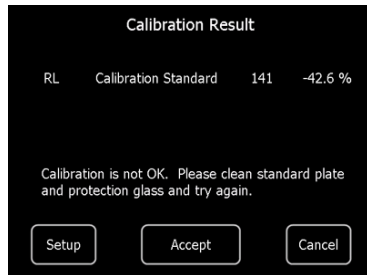 Calibration Result
RL Calibration Standard 141 -42.6 %
Calibration is not OK. Please clean standard plate
and protection glass and try again.
Setup Accept Cancel